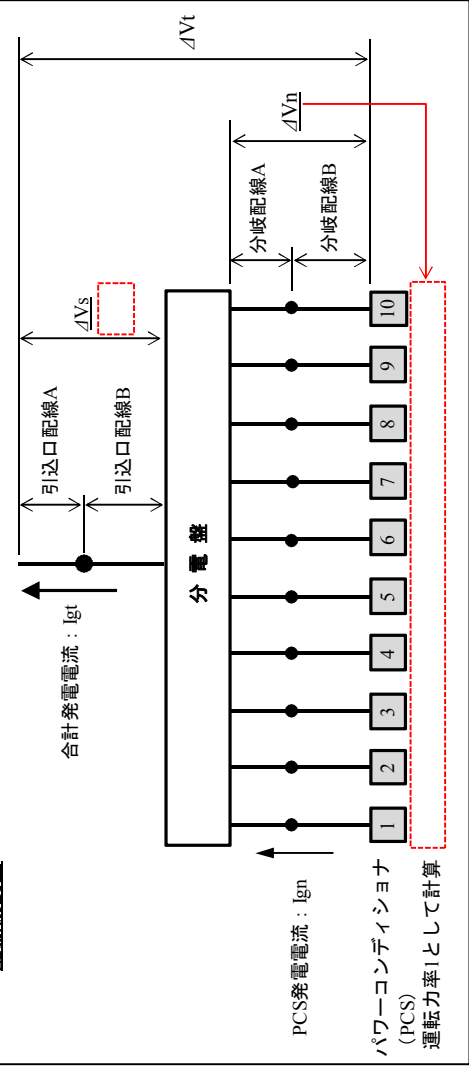 合計発電電流：Igt
引込口配線A
引込口配線B
ΔVs
ΔVt
分電盤
PCS発電電流：Ign
分岐配線A
分岐配線B
ΔVn
1
2
3
4
5
6
7
8
9
10
パワーコンディショナ
（PCS）
運転力率1として計算